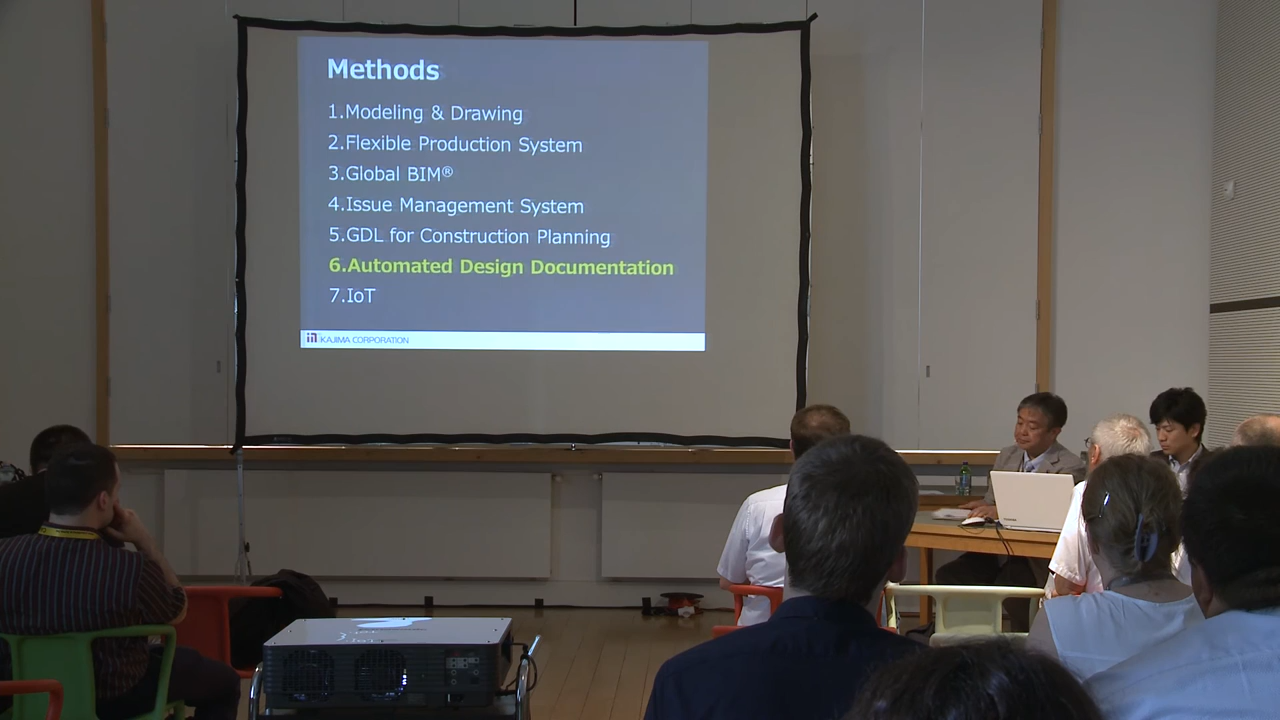 Methods
1.Modeling & Drawing
2.Flexible Production System
3.Global BIM®
4.Issue Management System
5.GDL for Construction Planning
6.Automated Design Documentation
7.IoT
KAJIMA CORPORATION